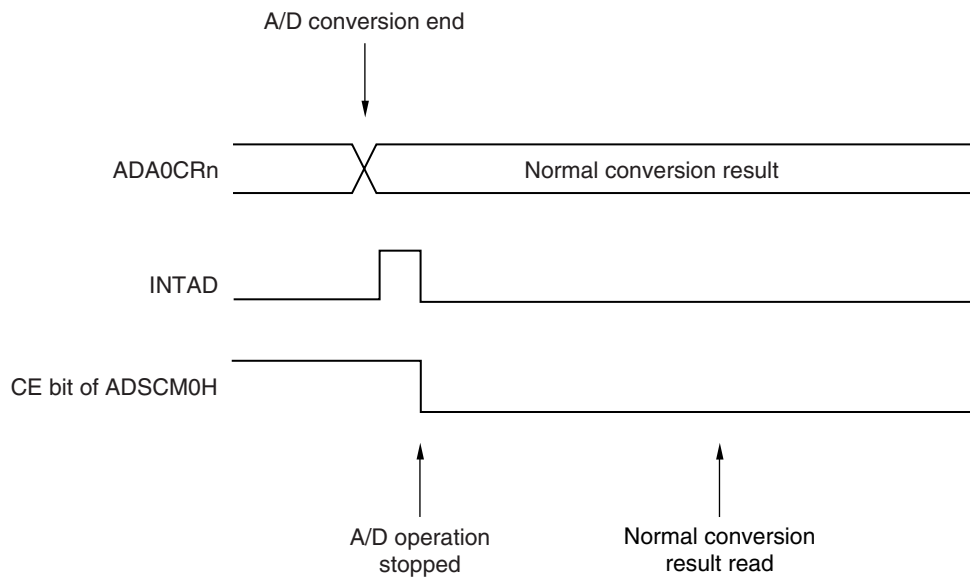 A/D conversion end
ADA0CRn
Normal conversion result
INTAD
CE bit of ADSCM0H
A/D operation
stopped
Normal conversion
result read